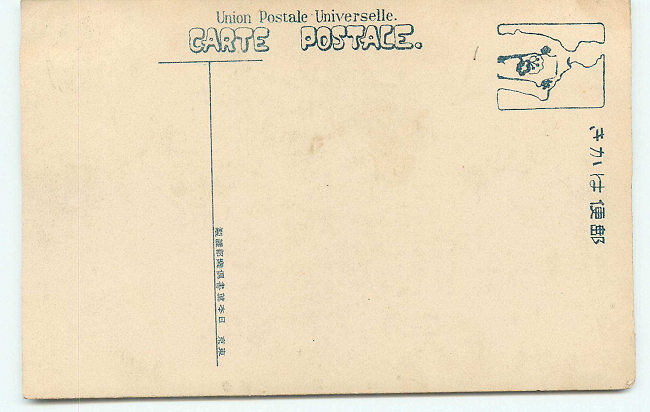 Union Postale Universelle.
CARTE POSTALE.
きかは便郵